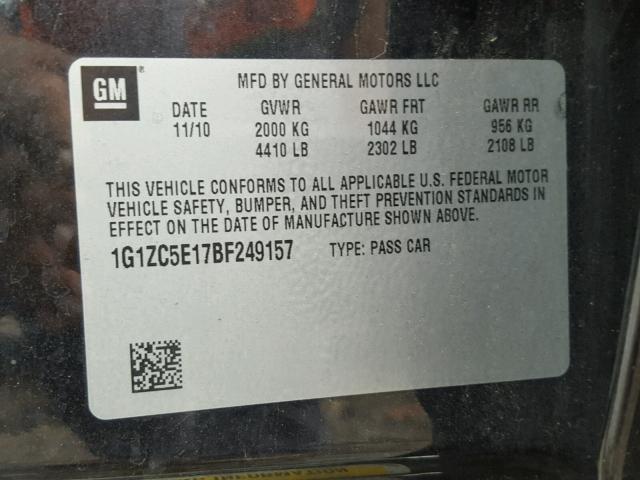 GM
MFD BY GENERAL MOTORS LLC
DATE GVWR GAWR FRT GAWR RR
11/10 2000 KG 1044 KG 956 KG
4410 LB 2302 LB 2108 LB
THIS VEHICLE CONFORMS TO ALL APPLICABLE U.S. FEDERAL MOTOR
VEHICLE SAFETY, BUMPER, AND THEFT PREVENTION STANDARDS IN
EFFECT ON THE DATE OF MANUFACTURE SHOWN ABOVE.
1G1ZC5E17BF249157 TYPE: PASS CAR